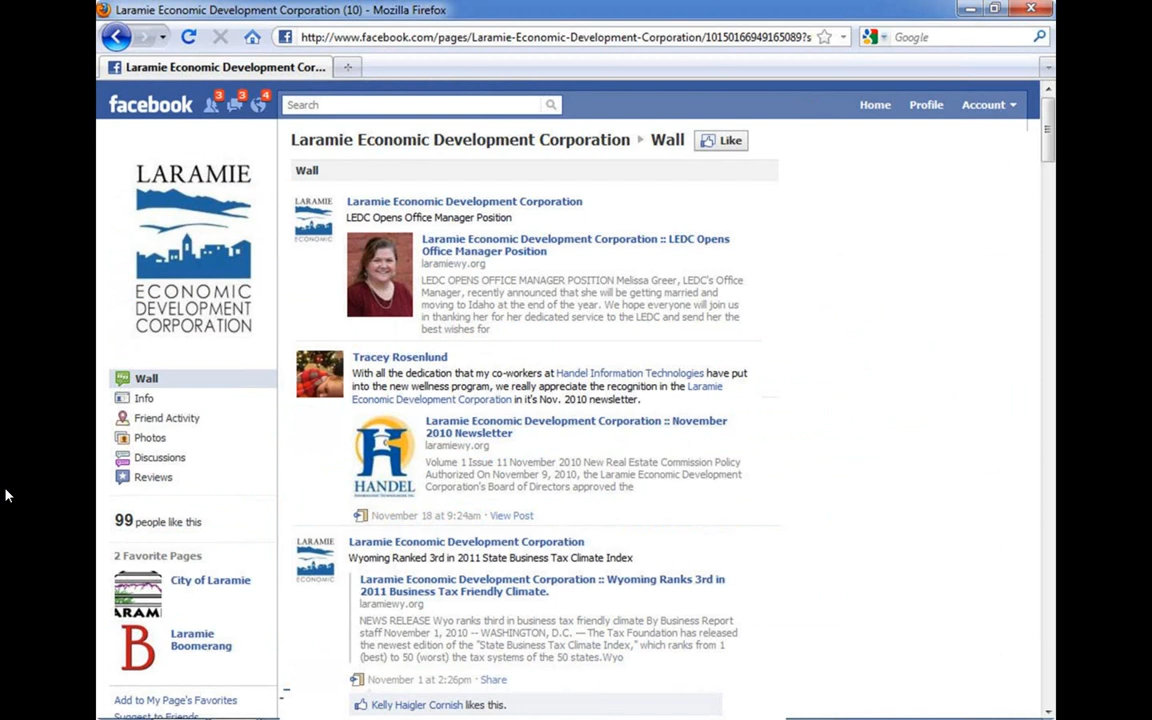 Laramie Economic Development Corporation (10) - Mozilla Firefox
http://www.facebook.com/pages/Laramie-Economic-Development-Corporation/10150166949165089?s
Google
Laramie Economic Development Cor...
facebook
3
3
4
Search
Home
Profile
Account
Laramie Economic Development Corporation
Wall
Like
LARAMIE
ECONOMIC
DEVELOPMENT
CORPORATION
Wall
Info
Friend Activity
Photos
Discussions
Reviews
99 people like this
2 Favorite Pages
City of Laramie
ARAM
Laramie
Boomerang
B
Add to My Page's Favorites
Suggest to Friends
Wall
LARAMIE
ECONOMIC
Laramie Economic Development Corporation
LEDC Opens Office Manager Position
Laramie Economic Development Corporation :: LEDC Opens
Office Manager Position
laramiewy.org
LEDC OPENS OFFICE MANAGER POSITION Melissa Greer, LEDC's Office
Manager, recently announced that she will be getting married and
moving to Idaho at the end of the year. We hope everyone will join us
in thanking her for her dedicated service to the LEDC and send her the
best wishes for
Tracey Rosenlund
With all the dedication that my co-workers at Handel Information Technologies have put
into the new wellness program, we really appreciate the recognition in the Laramie
Economic Development Corporation in it's Nov. 2010 newsletter.
H
HANDEL
Laramie Economic Development Corporation :: November
2010 Newsletter
laramiewy.org
Volume 1 Issue 11 November 2010 New Real Estate Commission Policy
Authorized On November 9, 2010, the Laramie Economic Development
Corporation's Board of Directors approved the
November 18 at 9:24am · View Post
LARAMIE
ECONOMIC
Laramie Economic Development Corporation
Wyoming Ranked 3rd in 2011 State Business Tax Climate Index
Laramie Economic Development Corporation :: Wyoming Ranks 3rd in
2011 Business Tax Friendly Climate.
laramiewy.org
NEWS RELEASE Wyo ranks third in business tax friendly climate By Business Report
staff November 1, 2010 -- WASHINGTON, D.C. — The Tax Foundation has released
the newest edition of the "State Business Tax Climate Index," which ranks from 1
(best) to 50 (worst) the tax systems of the 50 states.Wyo
November 1 at 2:26pm · Share
Kelly Haigler Cornish likes this.